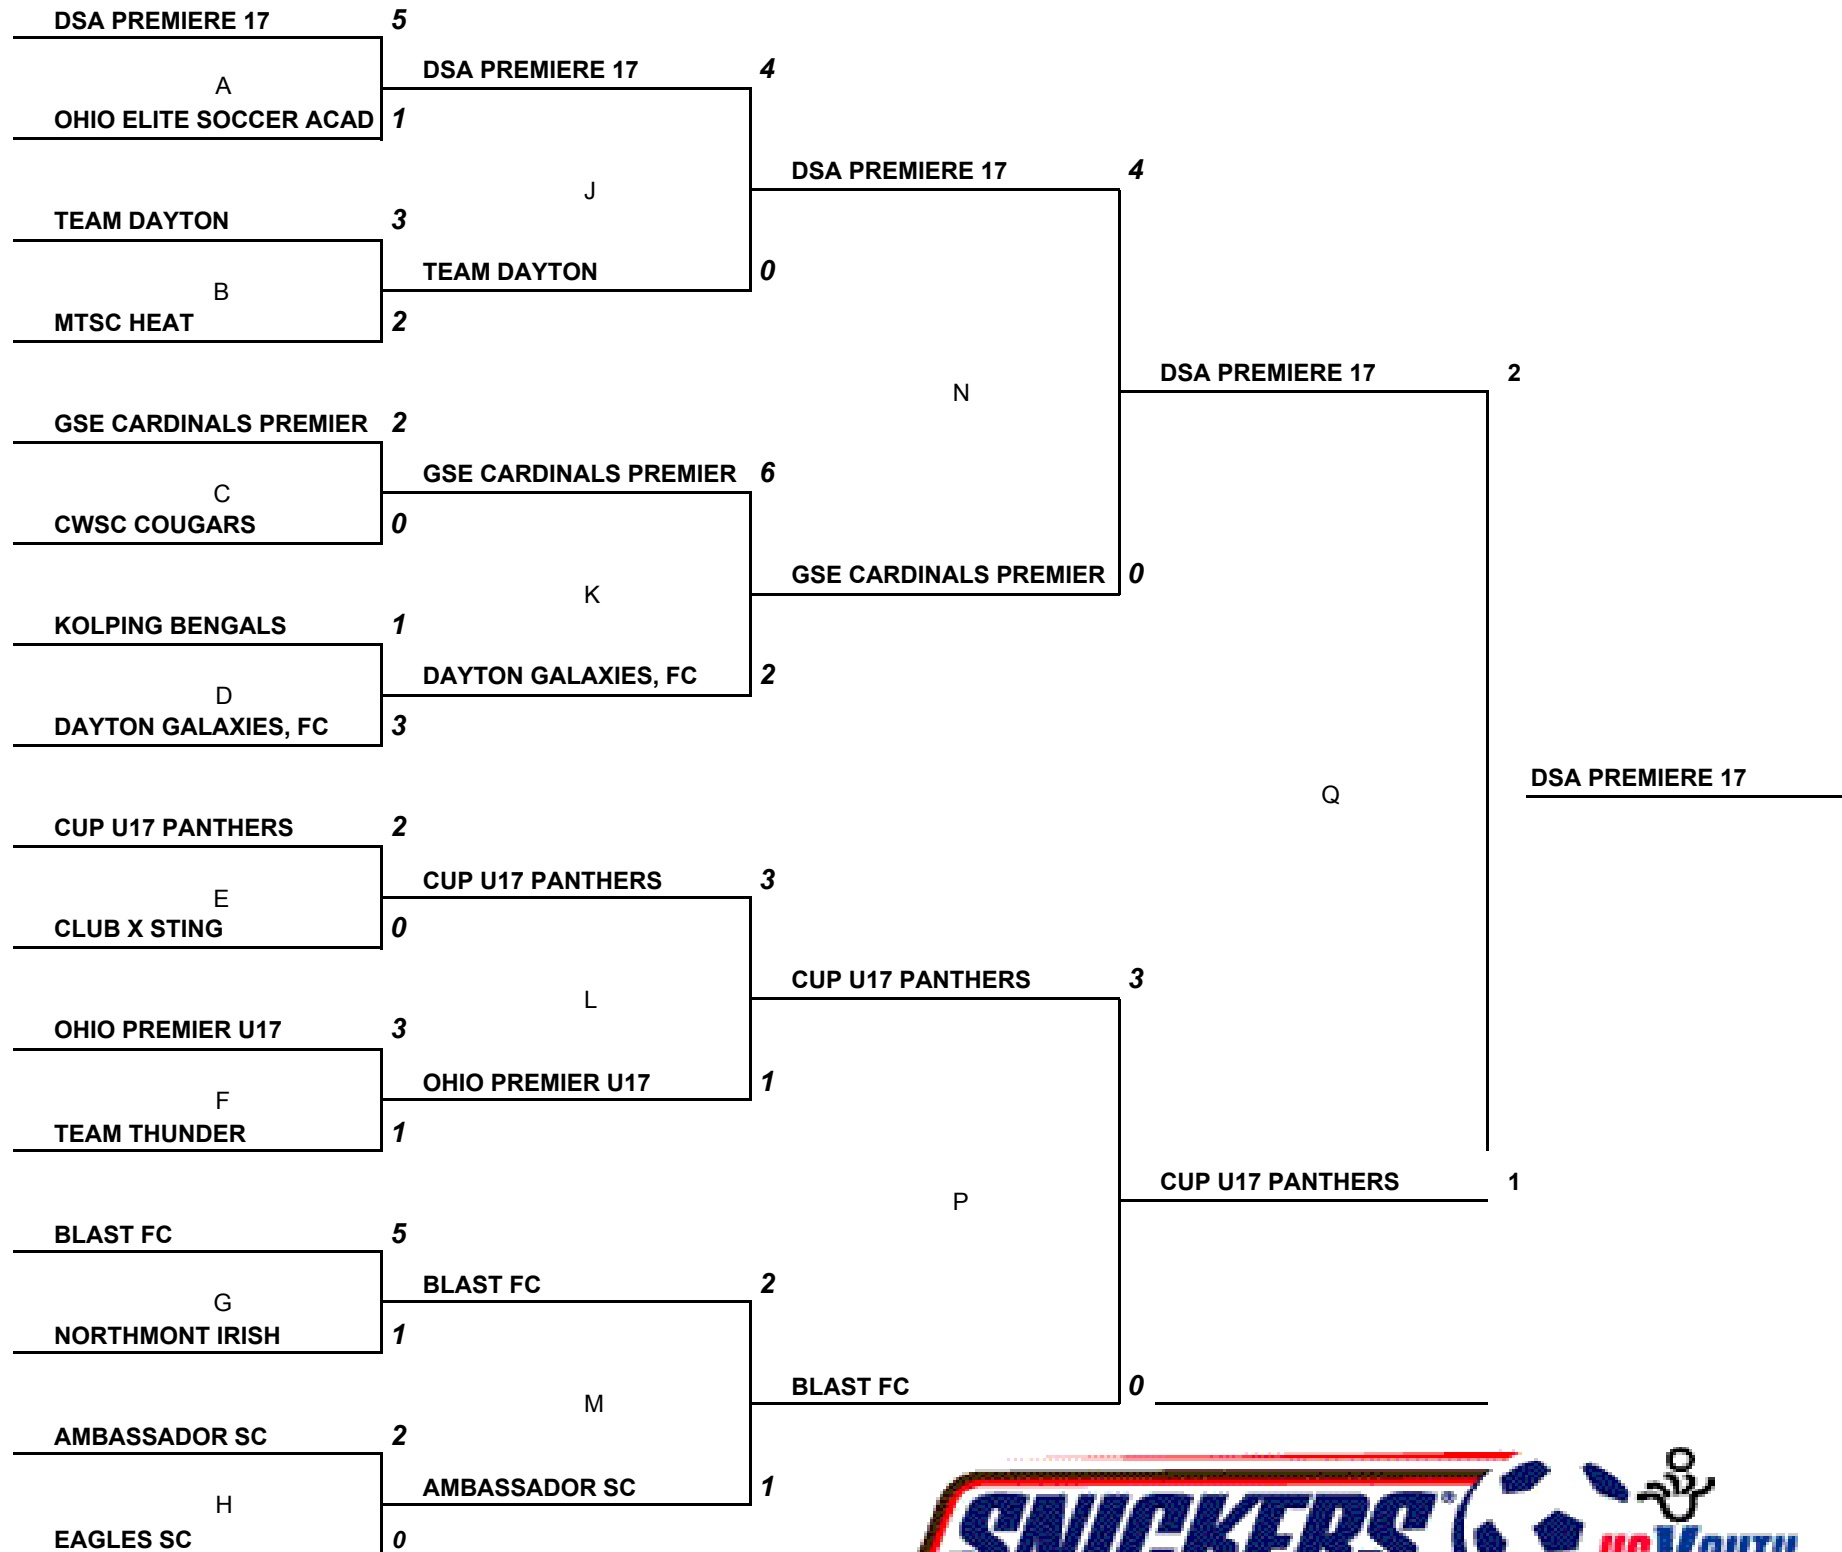 DSA PREMIERE 17 5
DSA PREMIERE 17 4
A
OHIO ELITE SOCCER ACAD 1
DSA PREMIERE 17 4
J
TEAM DAYTON 3
TEAM DAYTON 0
B
MTSC HEAT 2
DSA PREMIERE 17 2
N
GSE CARDINALS PREMIER 2
GSE CARDINALS PREMIER 6
C
CWSC COUGARS 0
GSE CARDINALS PREMIER 0
K
KOLPING BENGALS 1
DAYTON GALAXIES, FC 2
D
DAYTON GALAXIES, FC 3
DSA PREMIERE 17
Q
CUP U17 PANTHERS 2
CUP U17 PANTHERS 3
E
CLUB X STING 0
CUP U17 PANTHERS 3
L
OHIO PREMIER U17 3
OHIO PREMIER U17 1
F
TEAM THUNDER 1
CUP U17 PANTHERS 1
P
BLAST FC 5
BLAST FC 2
G
NORTHMONT IRISH 1
BLAST FC 0
M
AMBASSADOR SC 2
AMBASSADOR SC 1
H
EAGLES SC 0
SNICKERS®